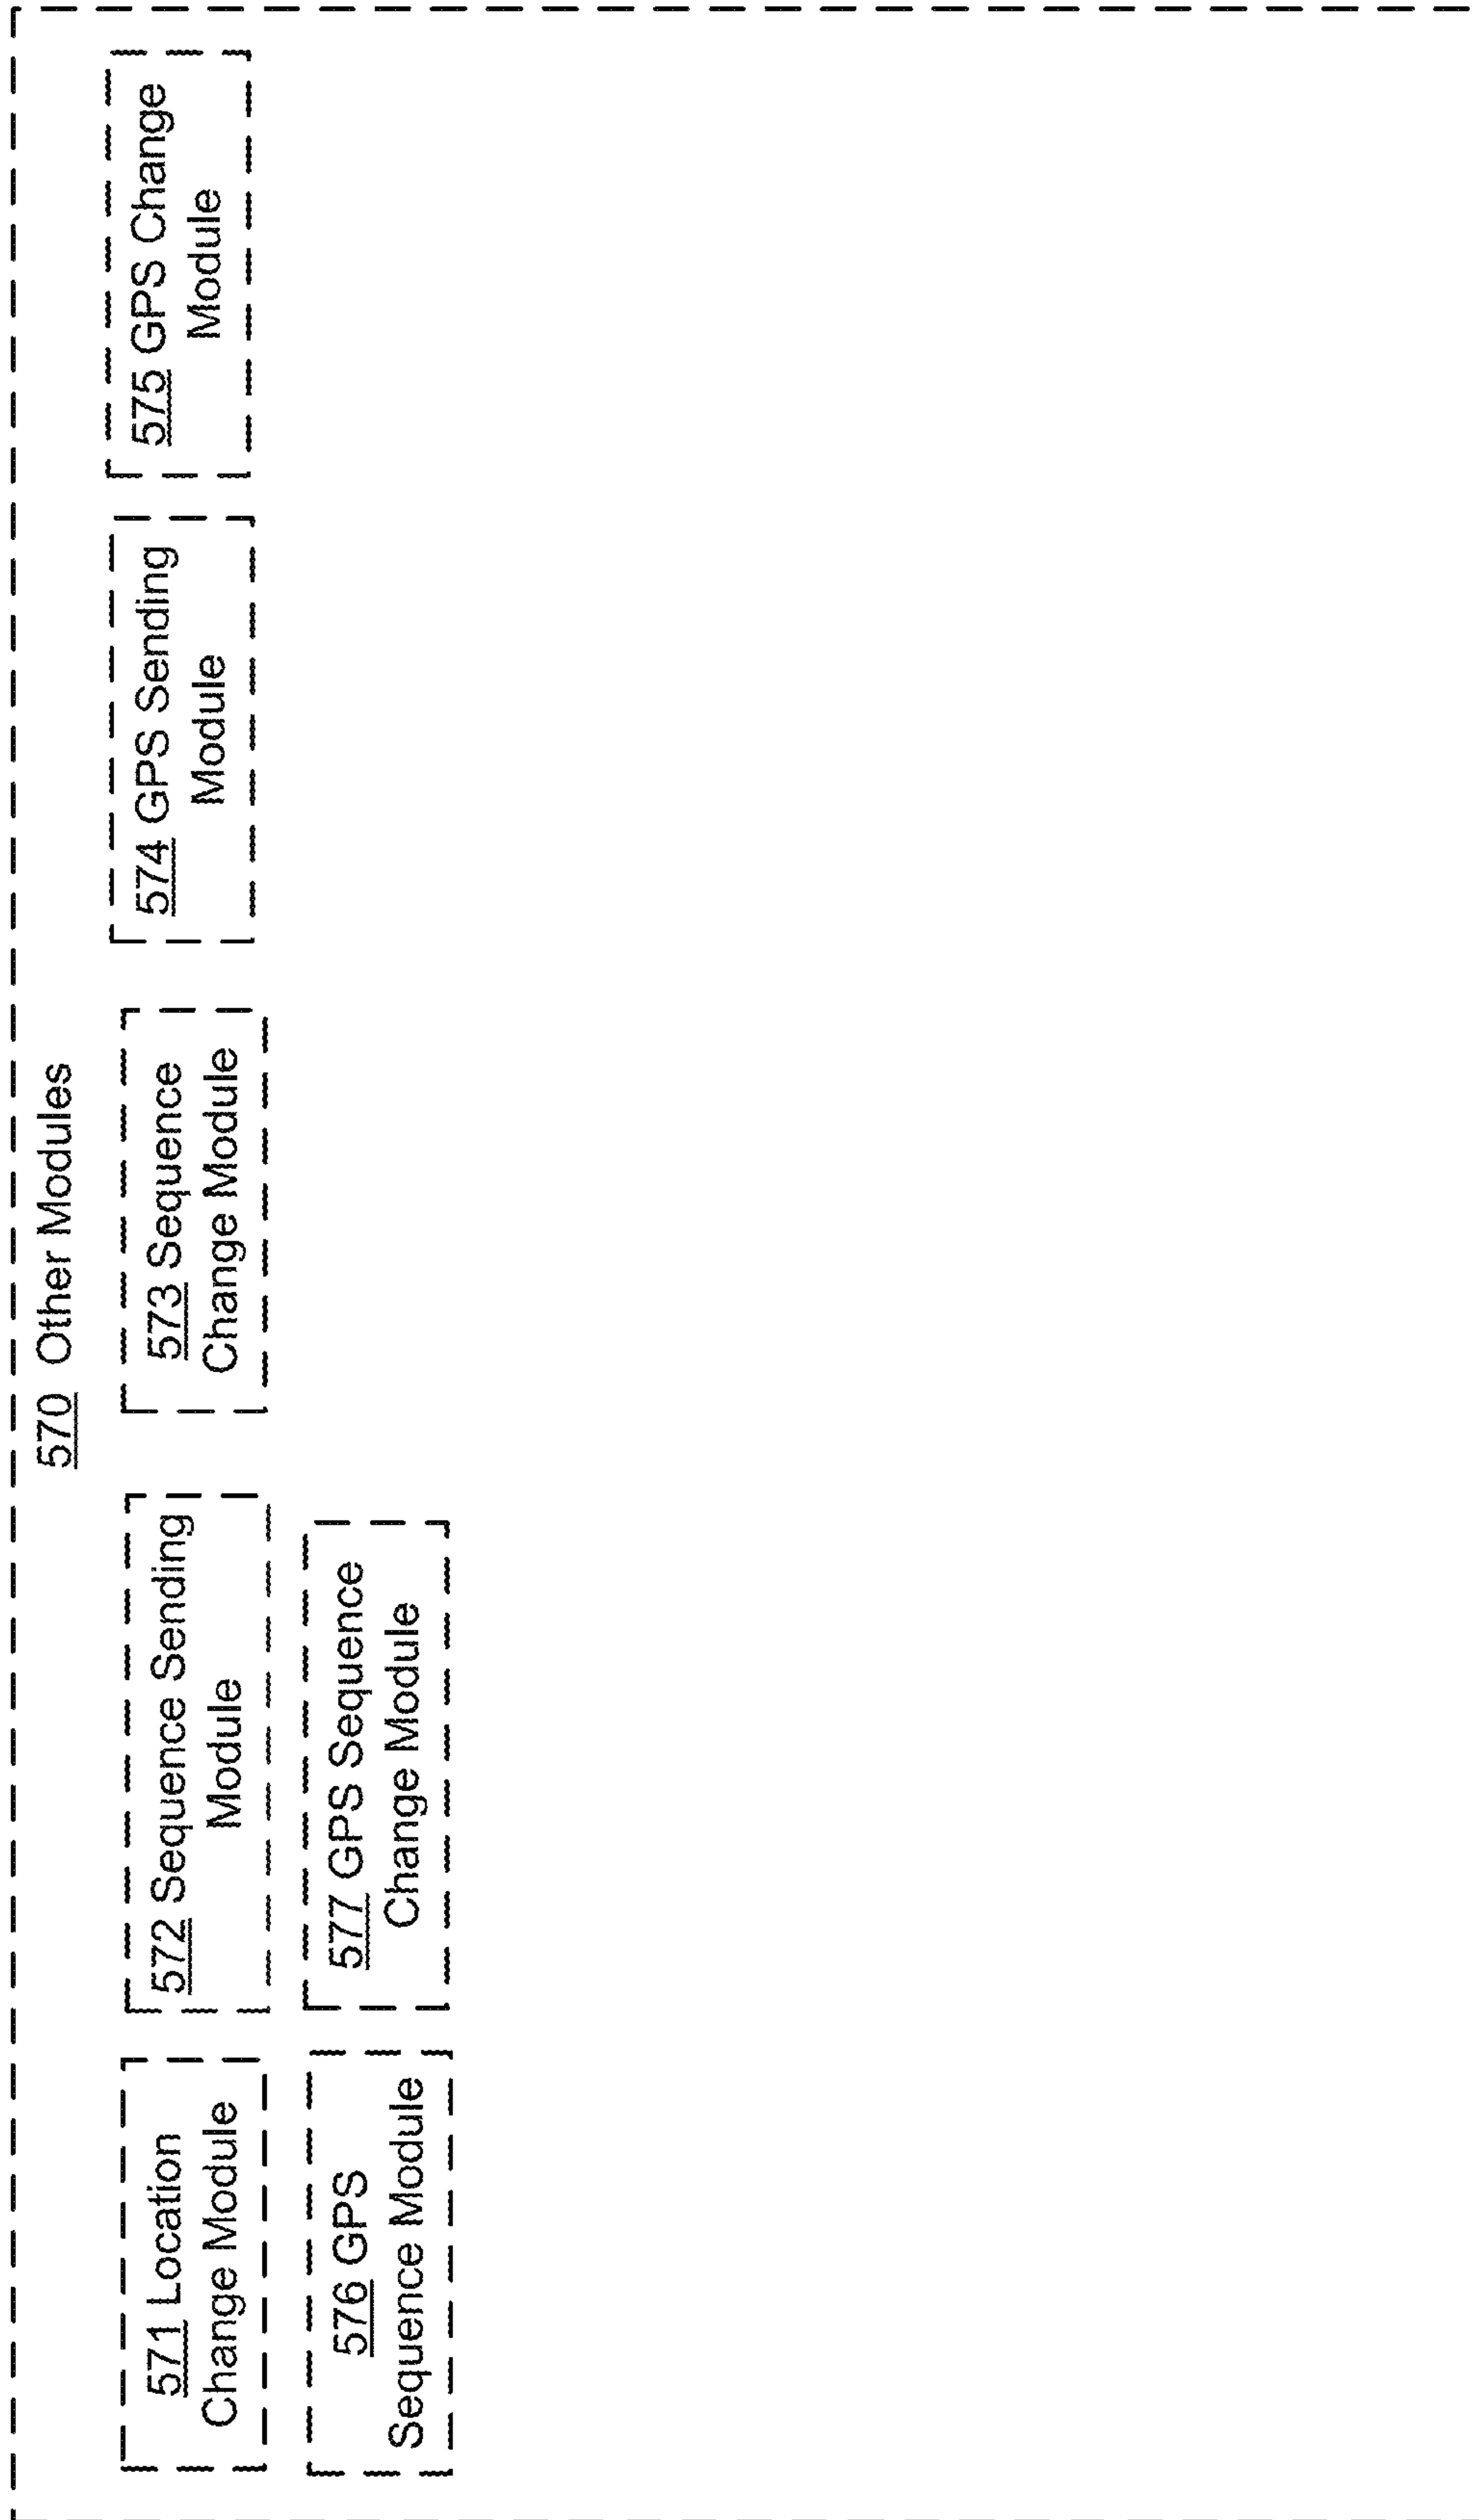 570 Other Modules
571 Location
Change Module
572 Sequence Sending
Module
573 Sequence
Change Module
574 GPS Sending
Module
575 GPS Change
Module
576 GPS
Sequence Module
577 GPS Sequence
Change Module